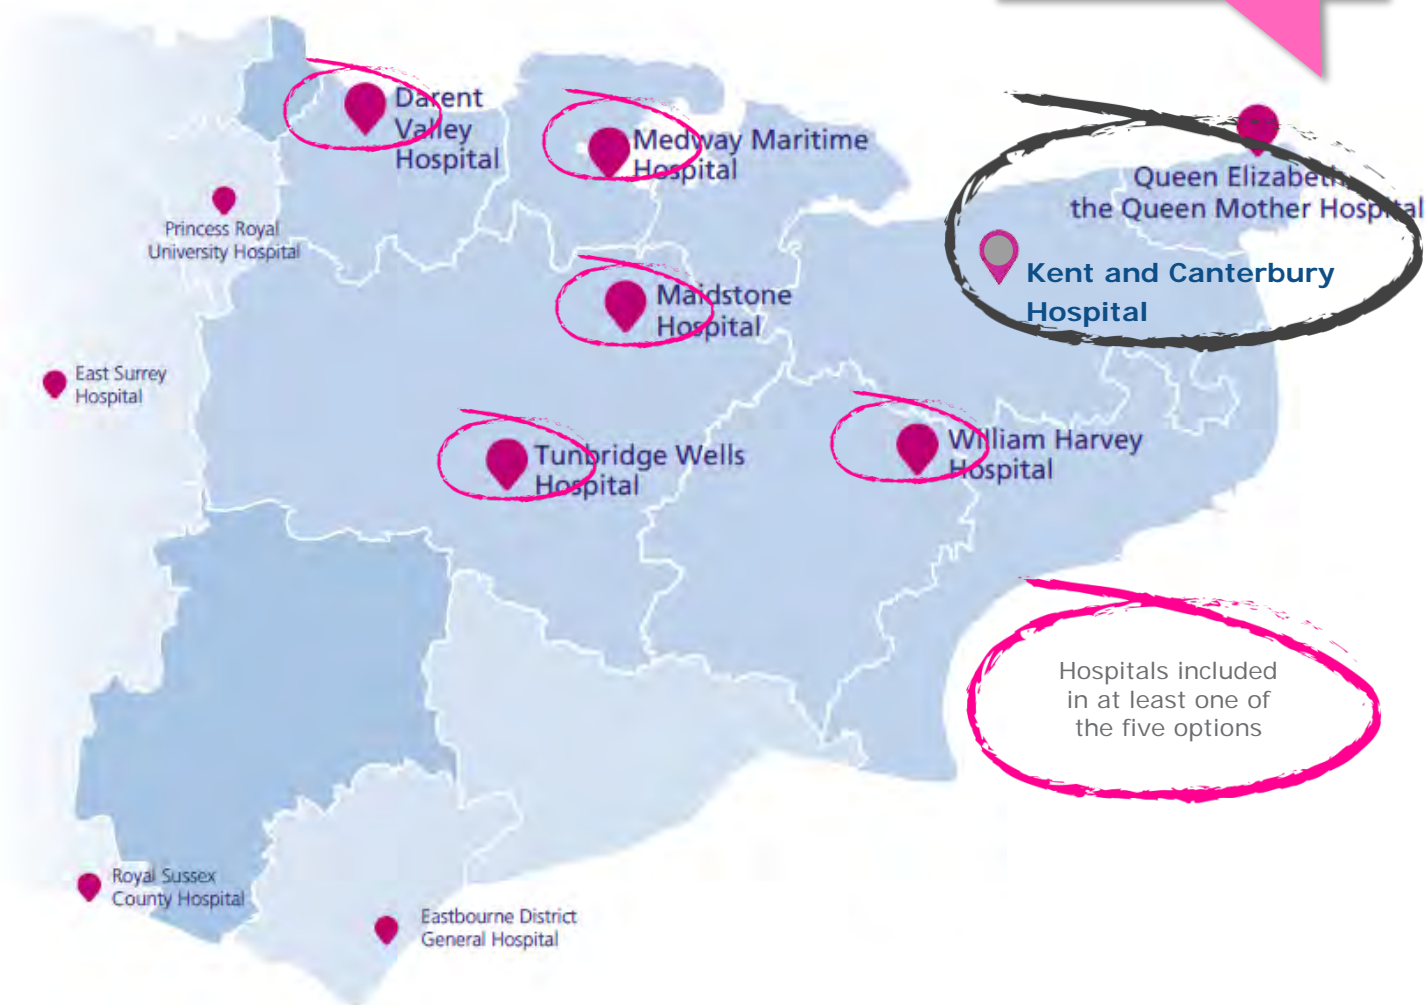 Darent
Valley
Hospital
Medway Maritime
Hospital
Queen Elizabeth
the Queen Mother Hospital
Princess Royal
University Hospital
Kent and Canterbury
Hospital
Maidstone
Hospital
East Surrey
Hospital
William Harvey
Hospital
Tunbridge Wells
Hospital
Hospitals included
in at least one of
the five options
Royal Sussex
County Hospital
Eastbourne District
General Hospital